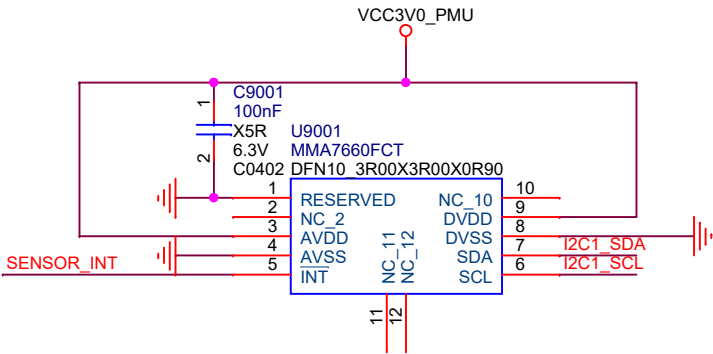 VCC3V0_PMU
C9001
100nF
X5R
6.3V
C0402
1
2
U9001
MMA7660FCT
DFN10_3R00X3R00X0R90
1
RESERVED
NC_10
10
2
NC_2
DVDD
9
3
AVDD
DVSS
8
4
AVSS
SDA
7
I2C1_SDA
SENSOR_INT
5
INT
SCL
6
I2C1_SCL
NC_11
NC_12
11
12